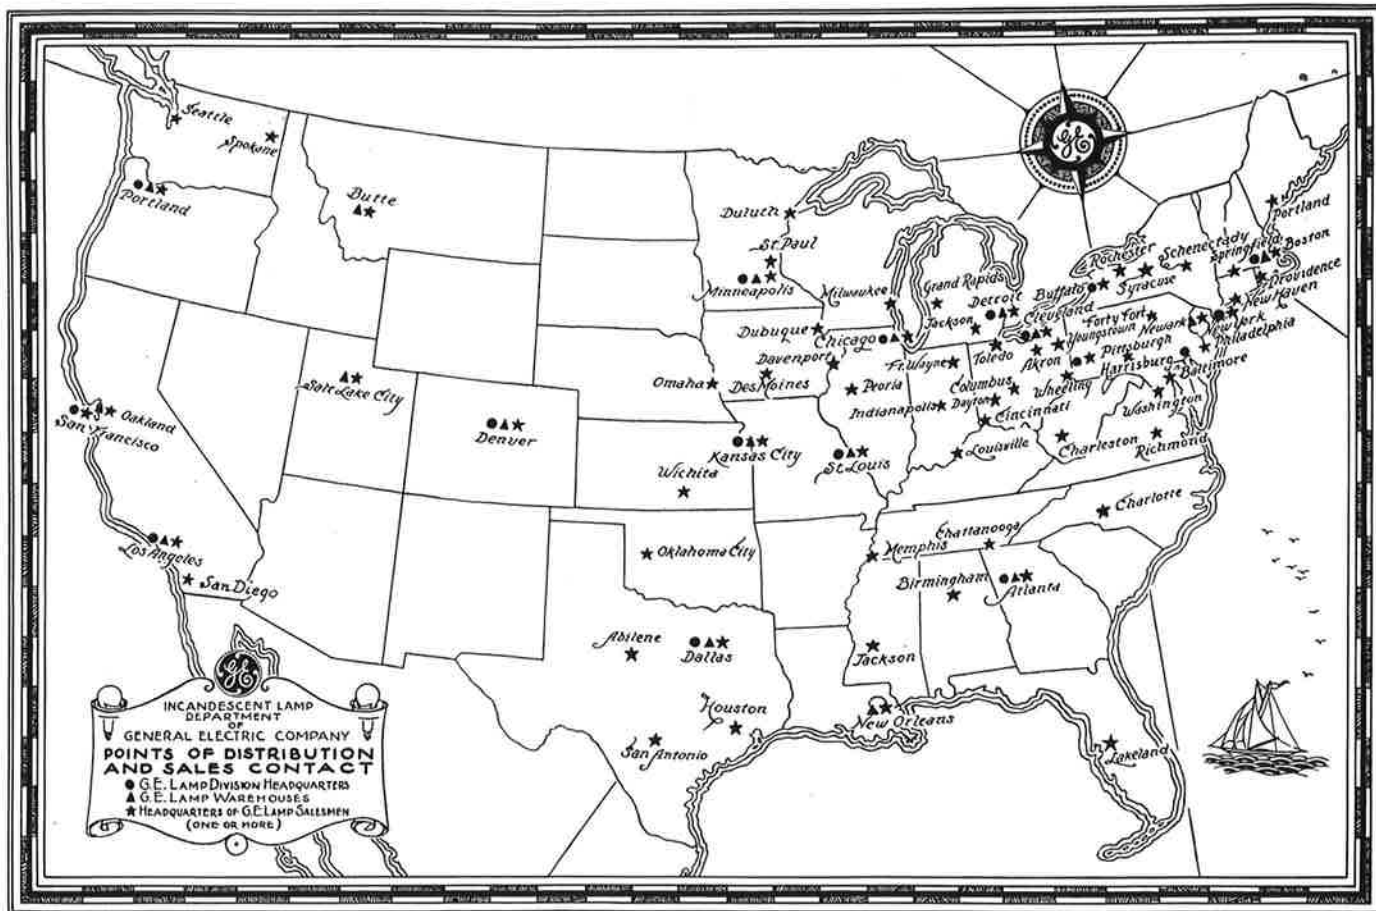 GE
Seattle
Spokane
Portland
Butte
Duluth
St. Paul
Minneapolis
Milwaukee
Grand Rapids
Detroit
Jackson
Buffalo
Rochester
Syracuse
Schenectady
Springfield
Portland
Boston
Providence
New Haven
New York
Newark
Forty Fort
Philadelphia
Cleveland
Youngstown
Toledo
Akron
Pittsburgh
Harrisburg
Baltimore
Wheeling
Washington
Dubuque
Chicago
Davenport
Ft. Wayne
Omaha
Des Moines
Peoria
Columbus
Indianapolis
Dayton
Cincinnati
Salt Lake City
Oakland
San Francisco
Denver
Kansas City
St. Louis
Louisville
Charleston
Richmond
Wichita
Charlotte
Chattanooga
Memphis
Oklahoma City
Los Angeles
San Diego
Birmingham
Atlanta
Abilene
Dallas
Jackson
Houston
New Orleans
San Antonio
Lakeland
GE
INCANDESCENT LAMP
DEPARTMENT
OF
GENERAL ELECTRIC COMPANY
POINTS OF DISTRIBUTION
AND SALES CONTACT
● G.E. LAMP DIVISION HEADQUARTERS
▲ G.E. LAMP WAREHOUSES
★ HEADQUARTERS OF G.E. LAMP SALESMEN
(ONE OR MORE)